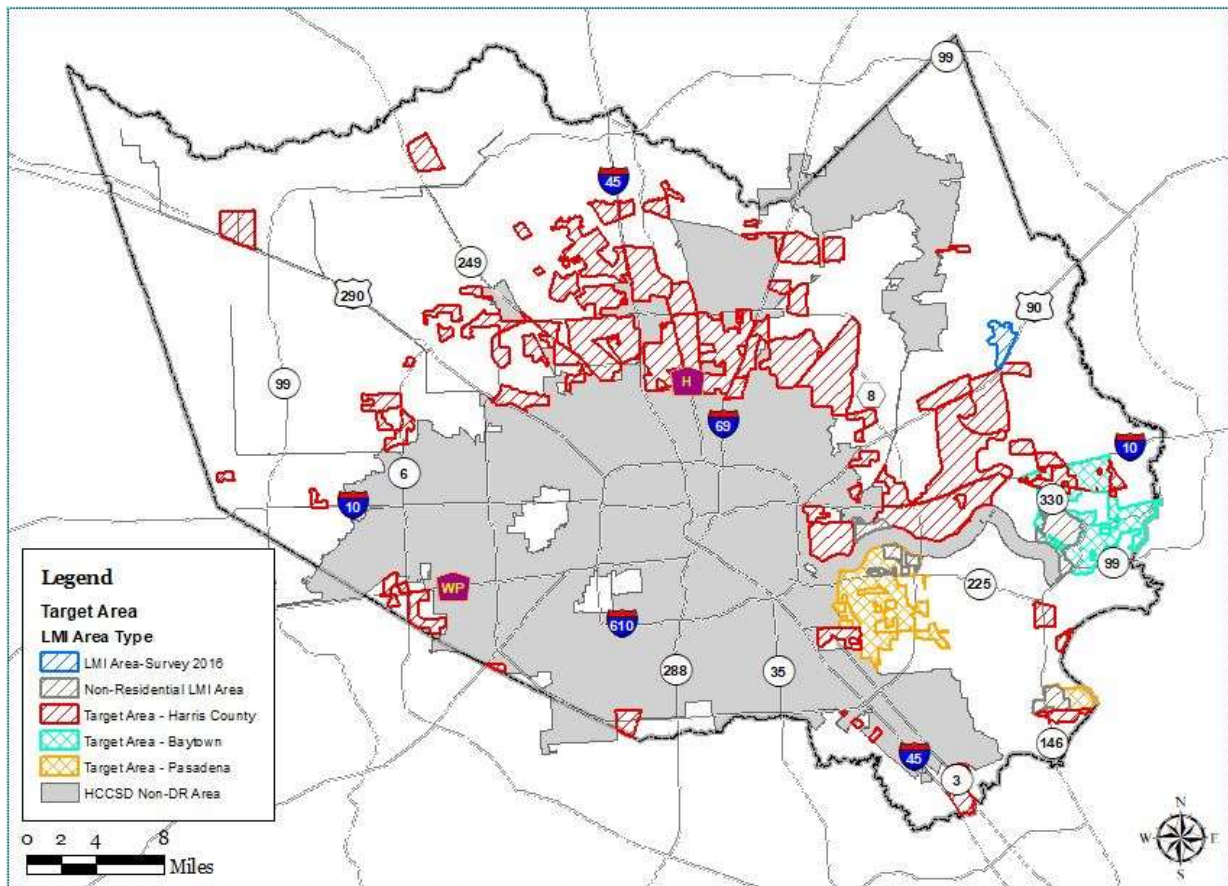 99
45
249
290
90
99
H
8
69
10
6
330
10
99
225
WP
610
288
35
146
45
3
Legend
Target Area
LMI Area Type
LMI Area-Survey 2016
Non-Residential LMI Area
Target Area - Harris County
Target Area - Baytown
Target Area - Pasadena
HCCSD Non-DR Area
0 2 4 8
Miles
N
W E
S